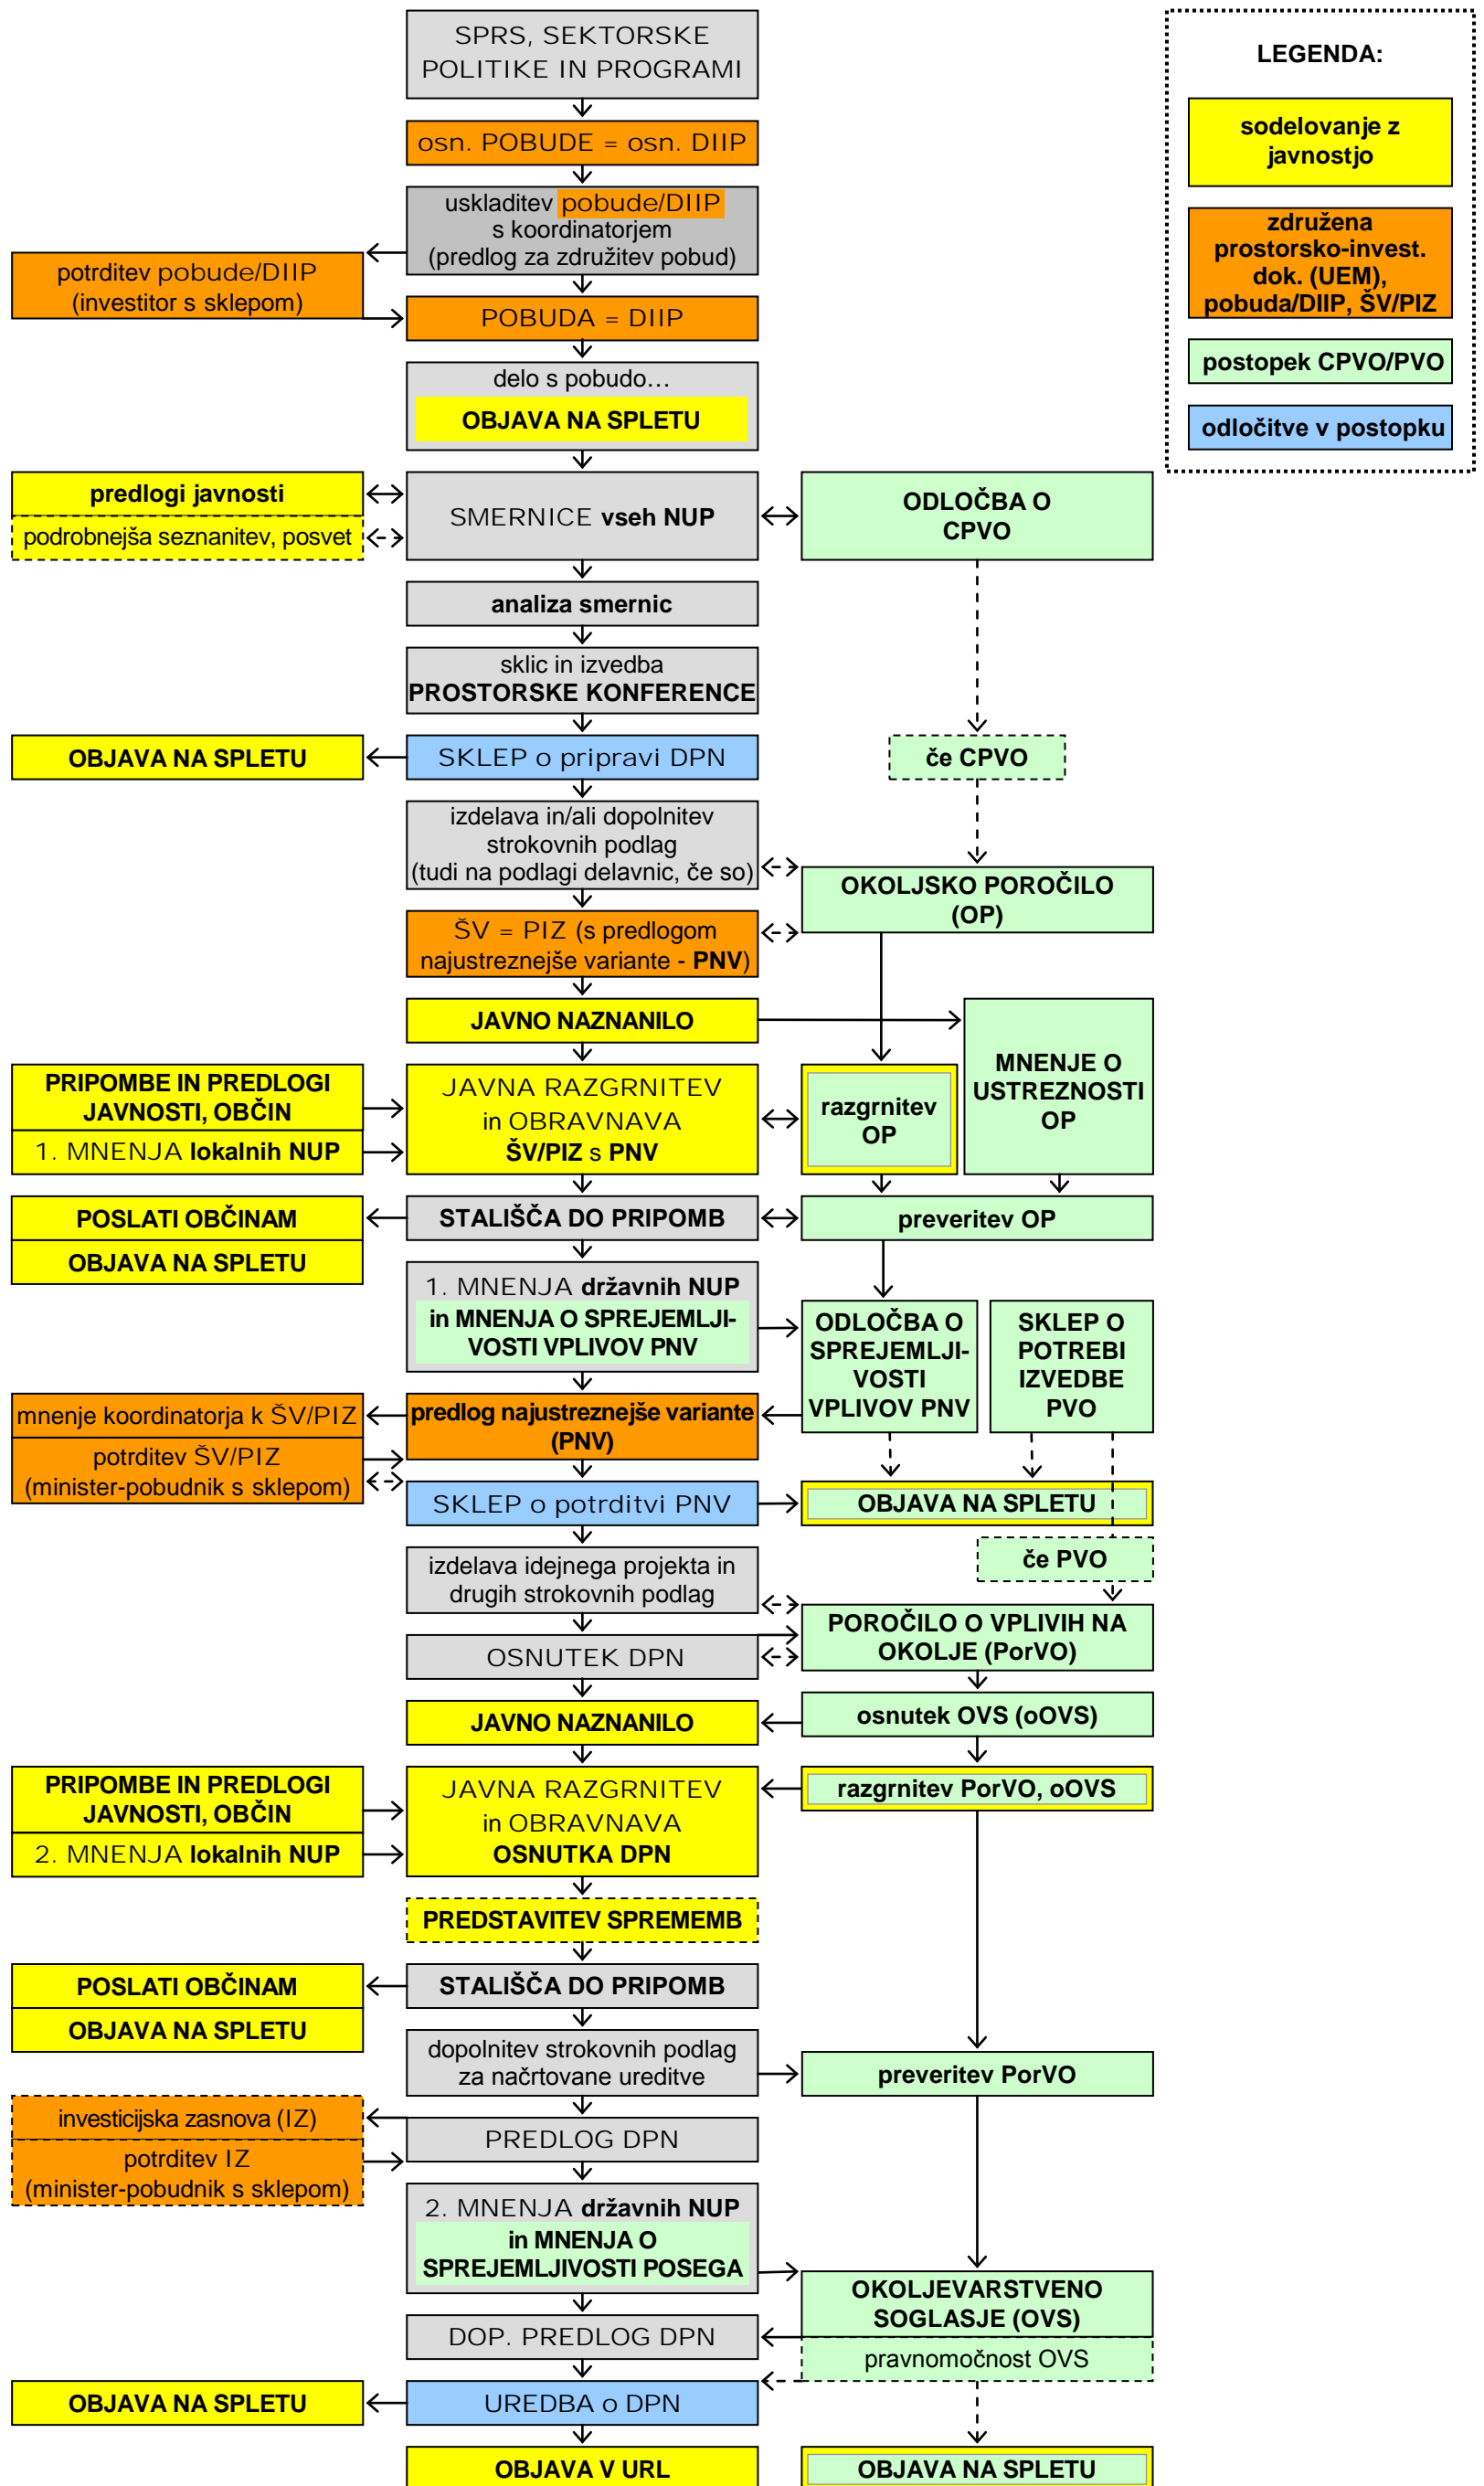 SPRS, SEKTORSKE
POLITIKE IN PROGRAMI
LEGENDA:
sodelovanje z
javnostjo
združena
prostorsko-invest.
dok. (UEM),
pobuda/DIIP, ŠV/PIZ
postopek CPVO/PVO
odločitve v postopku
osn. POBUDE = osn. DIIP
uskladitev pobude/DIIP
s koordinatorjem
(predlog za združitev pobud)
potrditev pobude/DIIP
(investitor s sklepom)
POBUDA = DIIP
delo s pobudo…
OBJAVA NA SPLETU
predlogi javnosti
podrobnejša seznanitev, posvet
SMERNICE vseh NUP
ODLOČBA O
CPVO
analiza smernic
sklic in izvedba
PROSTORSKE KONFERENCE
OBJAVA NA SPLETU
SKLEP o pripravi DPN
če CPVO
izdelava in/ali dopolnitev
strokovnih podlag
(tudi na podlagi delavnic, če so)
OKOLJSKO POROČILO
(OP)
ŠV = PIZ (s predlogom
najustreznejše variante - PNV)
JAVNO NAZNANILO
MNENJE O
USTREZNOSTI
OP
PRIPOMBE IN PREDLOGI
JAVNOSTI, OBČIN
1. MNENJA lokalnih NUP
JAVNA RAZGRNITEV
in OBRAVNAVA
ŠV/PIZ s PNV
razgrnitev
OP
POSLATI OBČINAM
OBJAVA NA SPLETU
STALIŠČA DO PRIPOMB
preveritev OP
1. MNENJA državnih NUP
in MNENJA O SPREJEMLJI-
VOSTI VPLIVOV PNV
ODLOČBA O
SPREJEMLJI-
VOSTI
VPLIVOV PNV
SKLEP O
POTREBI
IZVEDBE
PVO
mnenje koordinatorja k ŠV/PIZ
potrditev ŠV/PIZ
(minister-pobudnik s sklepom)
predlog najustreznejše variante
(PNV)
SKLEP o potrditvi PNV
OBJAVA NA SPLETU
izdelava idejnega projekta in
drugih strokovnih podlag
če PVO
POROČILO O VPLIVIH NA
OKOLJE (PorVO)
OSNUTEK DPN
JAVNO NAZNANILO
osnutek OVS (oOVS)
PRIPOMBE IN PREDLOGI
JAVNOSTI, OBČIN
2. MNENJA lokalnih NUP
JAVNA RAZGRNITEV
in OBRAVNAVA
OSNUTKA DPN
razgrnitev PorVO, oOVS
PREDSTAVITEV SPREMEMB
POSLATI OBČINAM
OBJAVA NA SPLETU
STALIŠČA DO PRIPOMB
dopolnitev strokovnih podlag
za načrtovane ureditve
preveritev PorVO
investicijska zasnova (IZ)
potrditev IZ
(minister-pobudnik s sklepom)
PREDLOG DPN
2. MNENJA državnih NUP
in MNENJA O
SPREJEMLJIVOSTI POSEGA
OKOLJEVARSTVENO
SOGLASJE (OVS)
pravnomočnost OVS
DOP. PREDLOG DPN
OBJAVA NA SPLETU
UREDBA o DPN
OBJAVA V URL
OBJAVA NA SPLETU